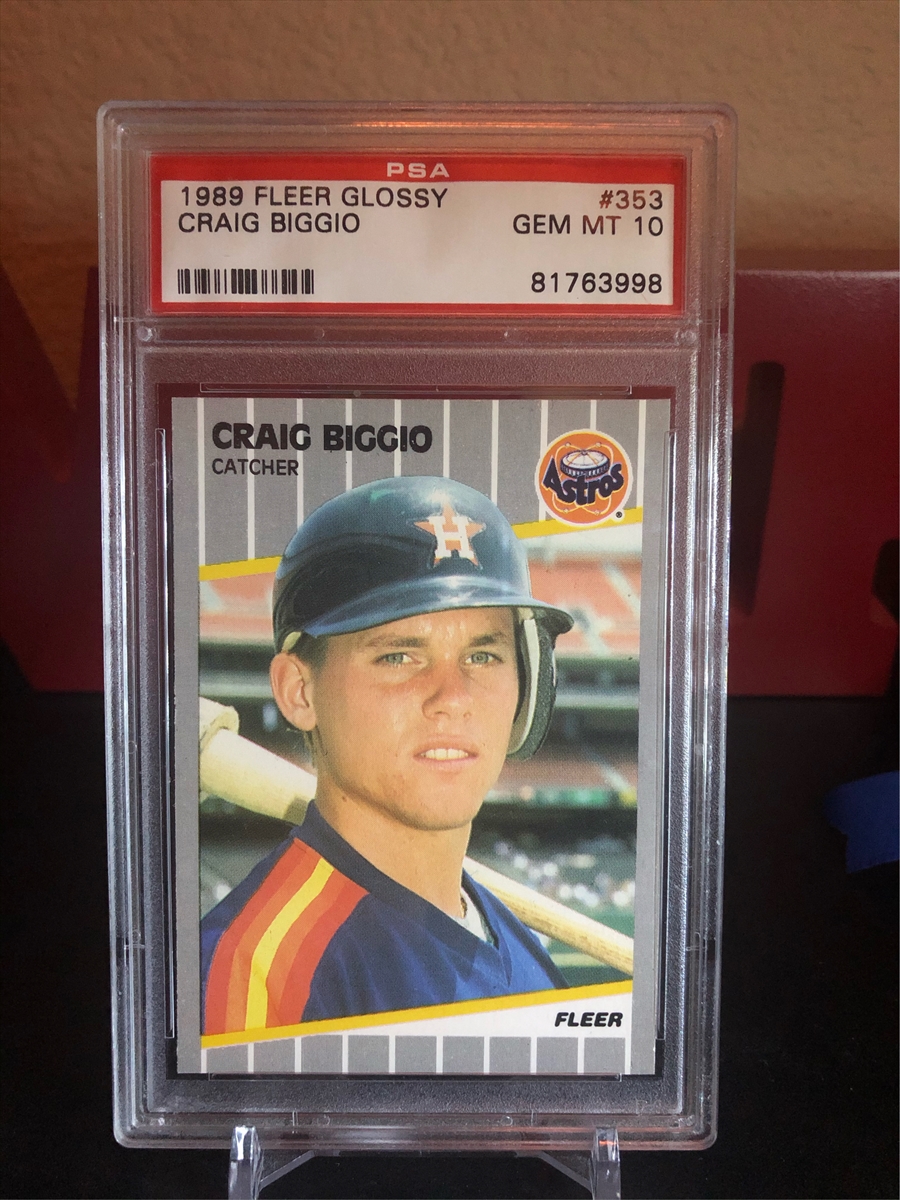 PSA
1989 FLEER GLOSSY #353
CRAIG BIGGIO GEM MT 10
81763998
CRAIG BIGGIO
CATCHER
Astros
H
FLEER